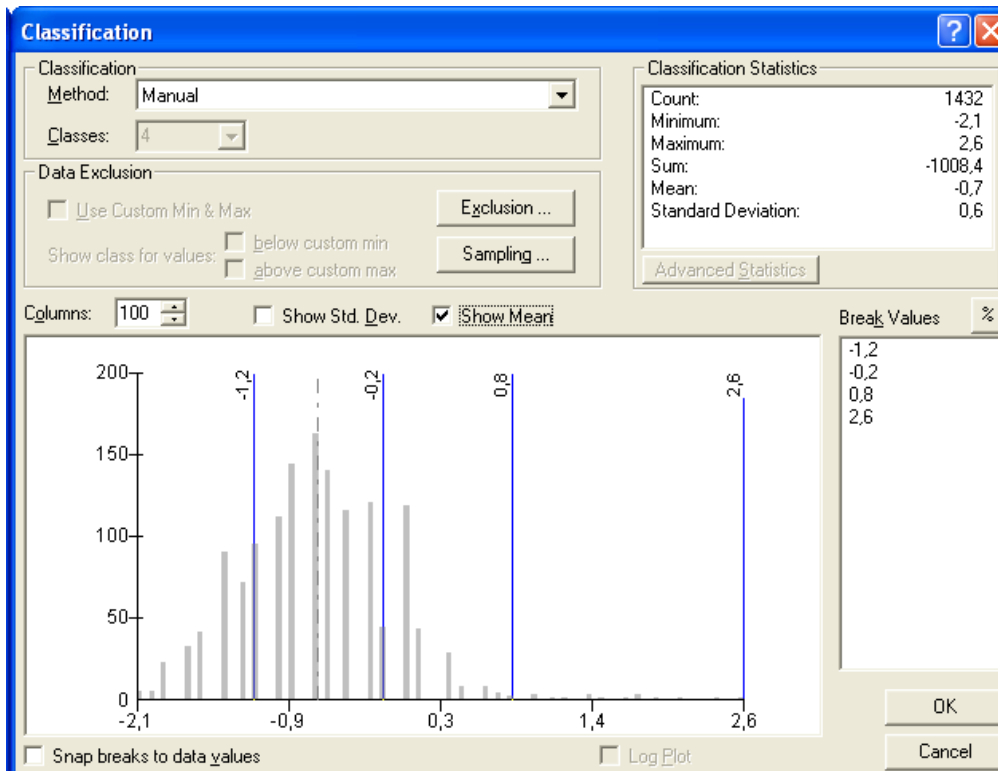 Classification
Classification
Method: Manual
Classes: 4
Data Exclusion
Use Custom Min & Max
Show class for values: below custom min
above custom max
Exclusion ...
Sampling ...
Classification Statistics
Count: 1432
Minimum: -2,1
Maximum: 2,6
Sum: -1008,4
Mean: -0,7
Standard Deviation: 0,6
Advanced Statistics
Columns: 100 Show Std. Dev. Show Mean
Break Values %
-1,2
-0,2
0,8
2,6
200
150
100
50
0
-1,2 -0,2 0,8 2,6
-2,1 -0,9 0,3 1,4 2,6
Snap breaks to data values Log Plot
OK
Cancel